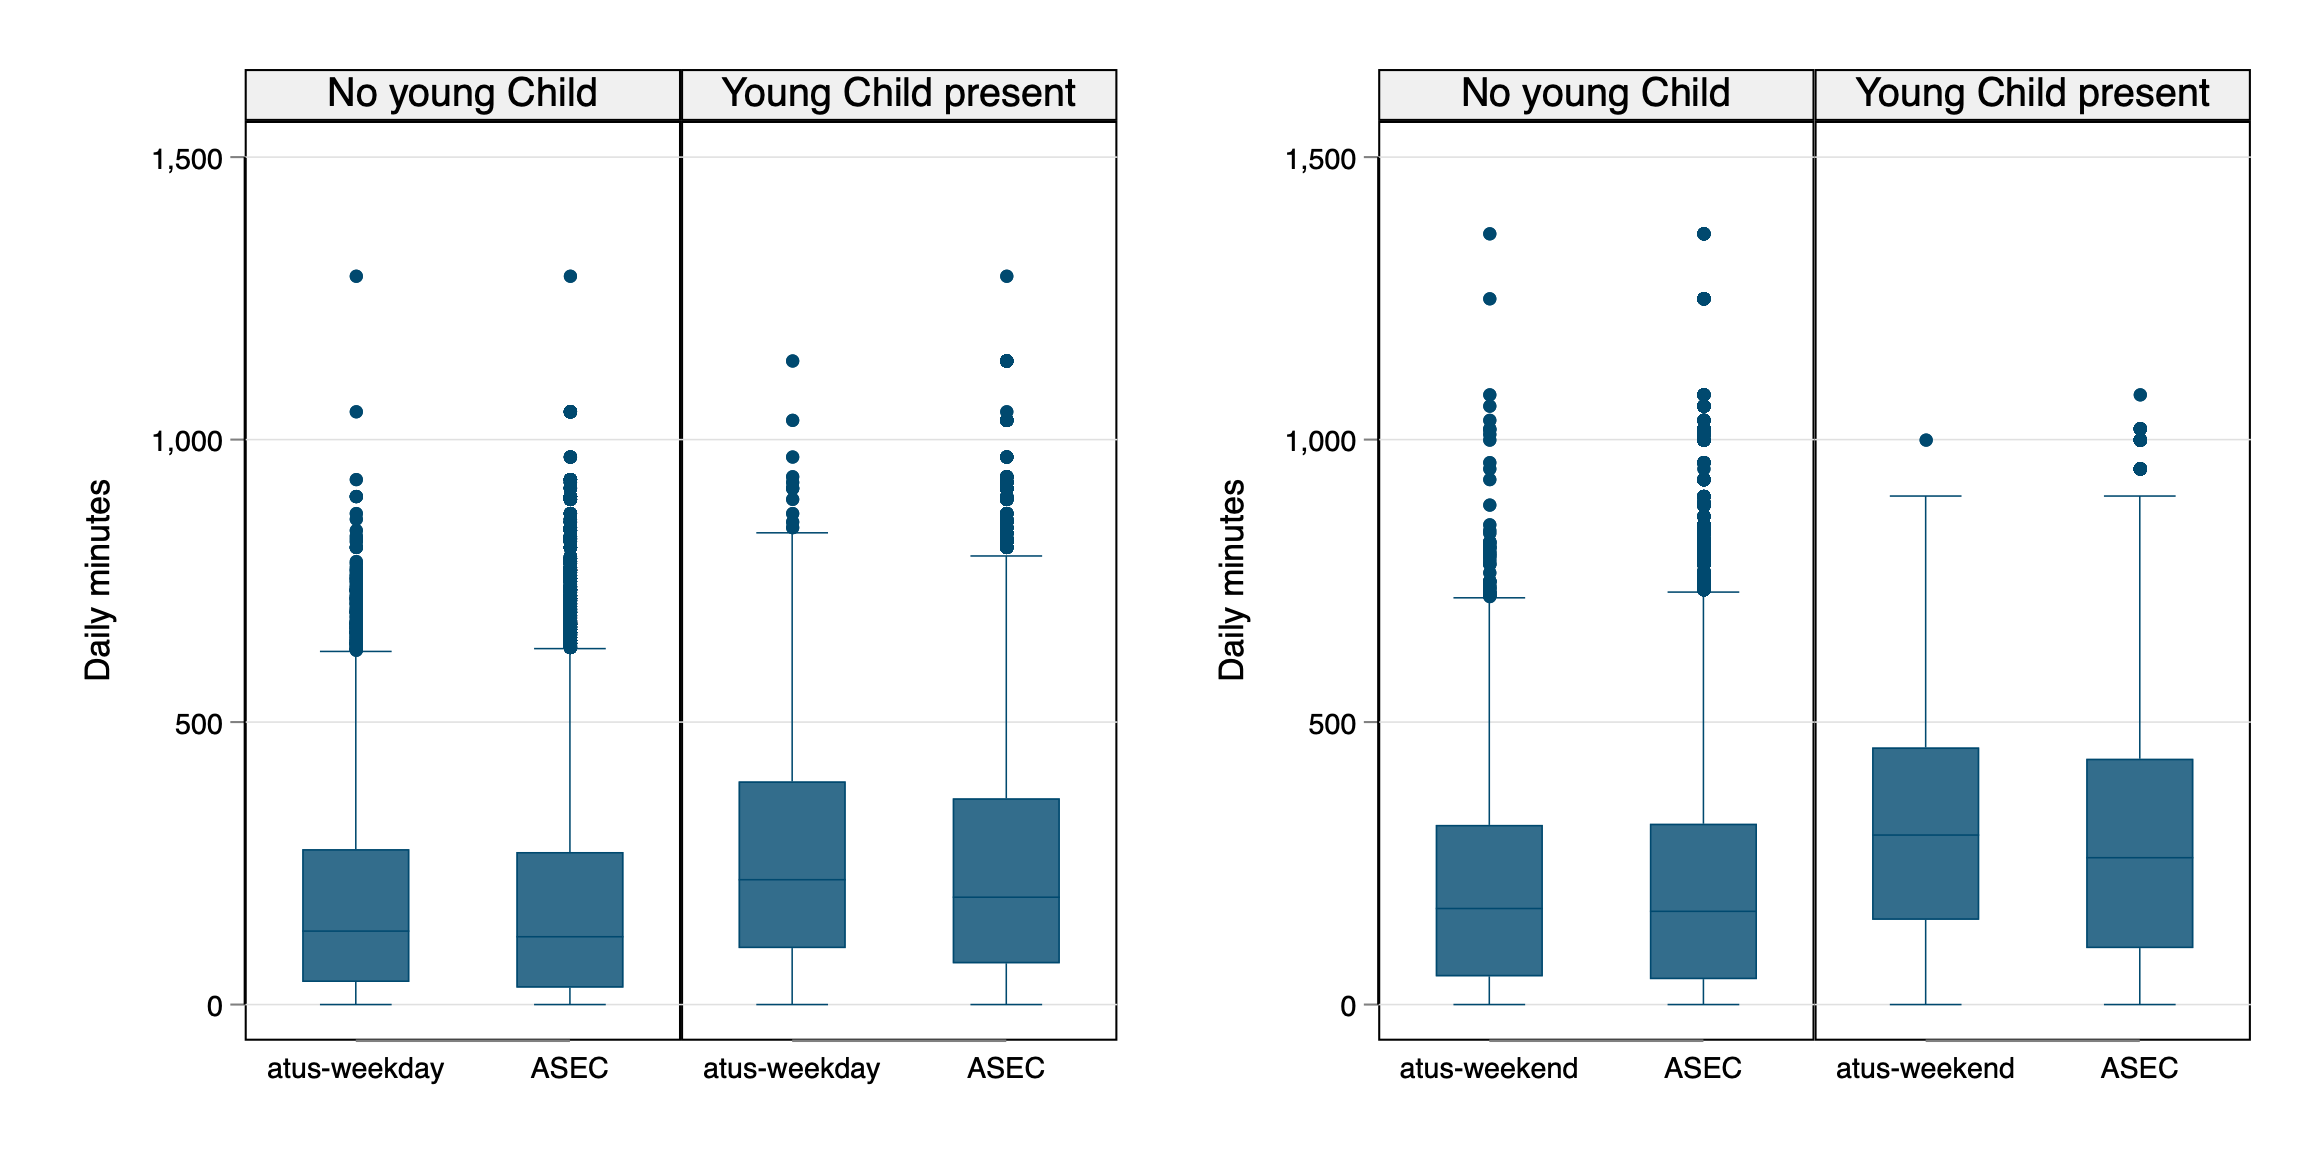 No young Child
Young Child present
1,500
1,000
500
0
Daily minutes
atus-weekday
ASEC
atus-weekday
ASEC
No young Child
Young Child present
1,500
1,000
500
0
Daily minutes
atus-weekend
ASEC
atus-weekend
ASEC